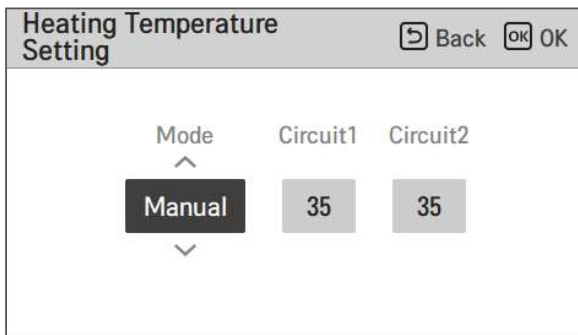 Heating Temperature
Setting
Back OK OK
Mode Circuit1 Circuit2
Manual 35 35